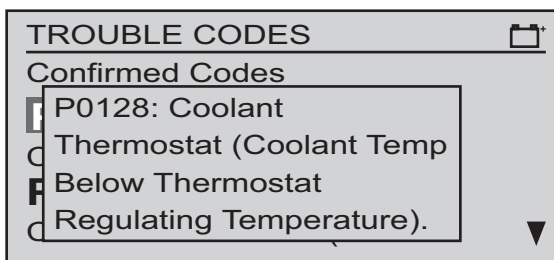 TROUBLE CODES
Confirmed Codes
P0128: Coolant
Thermostat (Coolant Temp
Below Thermostat
Regulating Temperature).